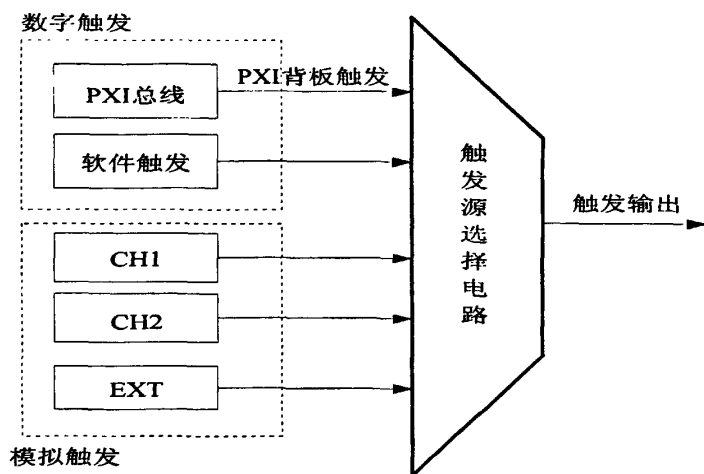 数字触发
PXI总线
PXI背板触发
软件触发
CH1
CH2
EXT
模拟触发
触发源选择电路
触发输出